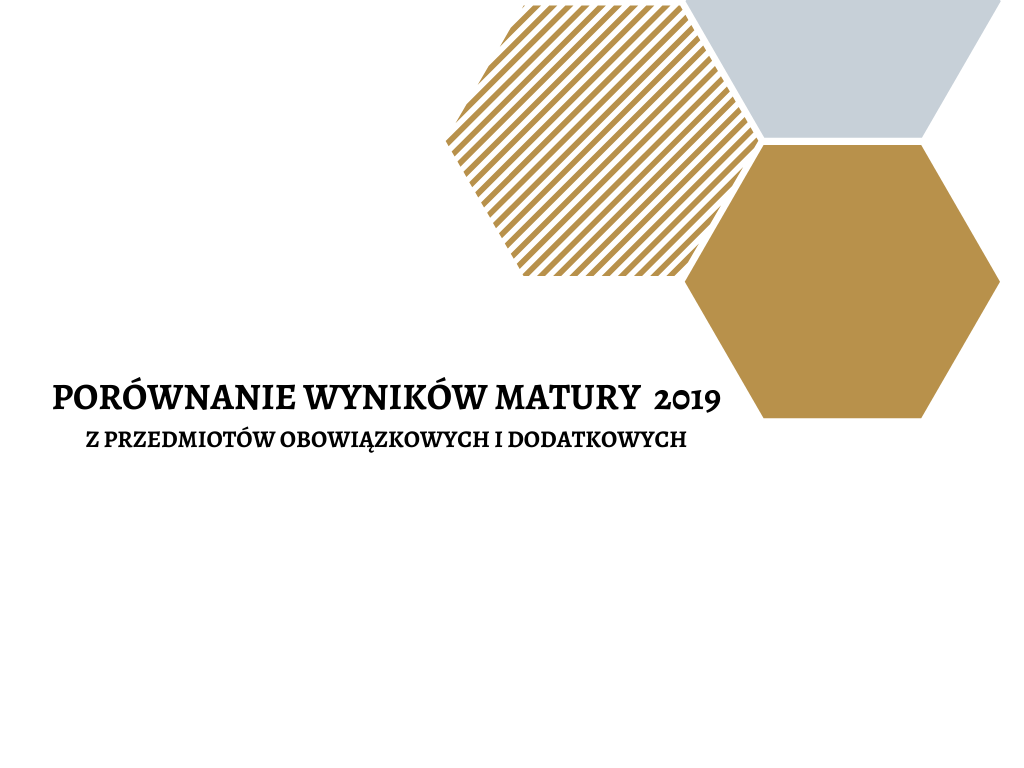 PORÓWNANIE WYNIKÓW MATURY 2019
Z PRZEDMIOTÓW OBOWIĄZKOWYCH I DODATKOWYCH